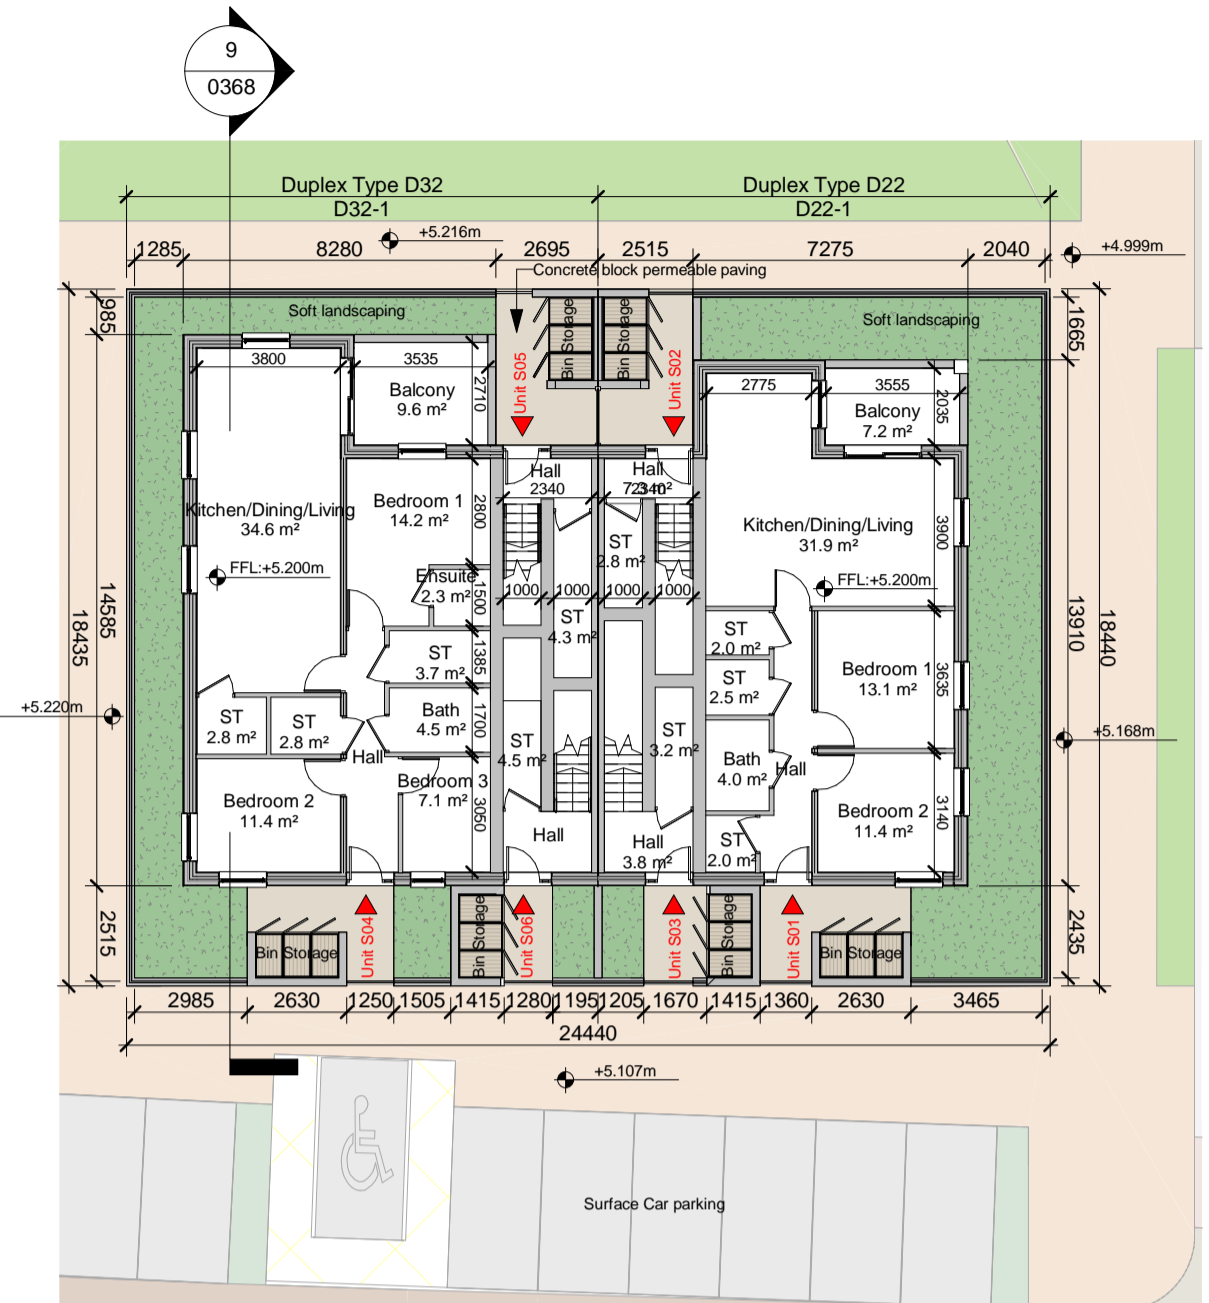 9
0368
Duplex Type D32
Duplex Type D22
D32-1
D22-1
+5.216m
+4.999m
1285
8280
2695
2515
7275
2040
Concrete block permeable paving
985
Soft landscaping
Soft landscaping
1665
Bin Storage
Bin Storage
3800
3535
2710
Balcony
9.6 m²
Unit S05
Unit S02
2775
3555
2035
Balcony
7.2 m²
Hall
2340
Hall
2340
Bedroom 1
14.2 m²
2800
Kitchen/Dining/Living
34.6 m²
Kitchen/Dining/Living
31.9 m²
3900
ST
2.8 m²
FFL:+5.200m
FFL:+5.200m
Ensuite
2.3 m²
1500
1000
1000
1000
1000
14585
18435
13910
18440
ST
4.3 m²
ST
2.0 m²
ST
3.7 m²
1385
ST
2.5 m²
Bedroom 1
13.1 m²
3635
+5.220m
ST
2.8 m²
ST
2.8 m²
Bath
4.5 m²
1700
ST
4.5 m²
ST
3.2 m²
+5.168m
Hall
Bath
4.0 m²
Hall
Bedroom 2
11.4 m²
Bedroom 3
7.1 m²
3050
Bedroom 2
11.4 m²
3140
Hall
Hall
3.8 m²
ST
2.0 m²
2515
2435
Bin Storage
Unit S04
Bin Storage
Unit S06
Unit S03
Bin Storage
Unit S01
Bin Storage
2985
2630
1250
1505
1415
1280
1195
1205
1670
1415
1360
2630
3465
24440
+5.107m
Surface Car parking